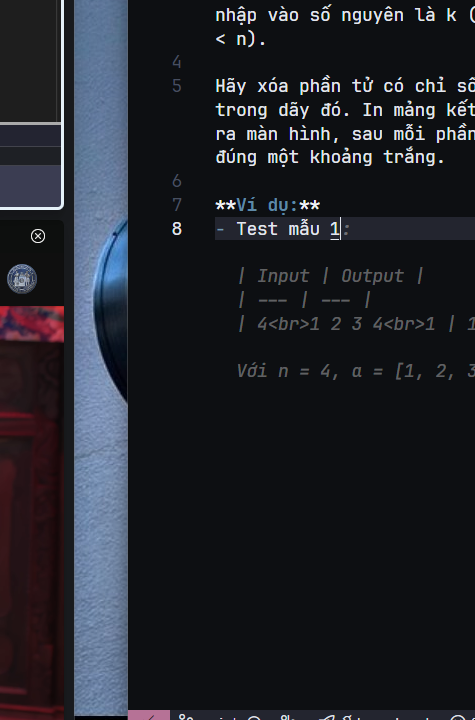 nhập vào số nguyên là k (
< n).
4
5 Hãy xóa phần tử có chỉ số
trong dãy đó. In mảng kết
ra màn hình, sau mỗi phần
đúng một khoảng trắng.
6
7 **Ví dụ:**
8 - Test mẫu 1:
| Input | Output |
| --- | --- |
| 4<br>1 2 3 4<br>1 | 1
Với n = 4, a = [1, 2, 3